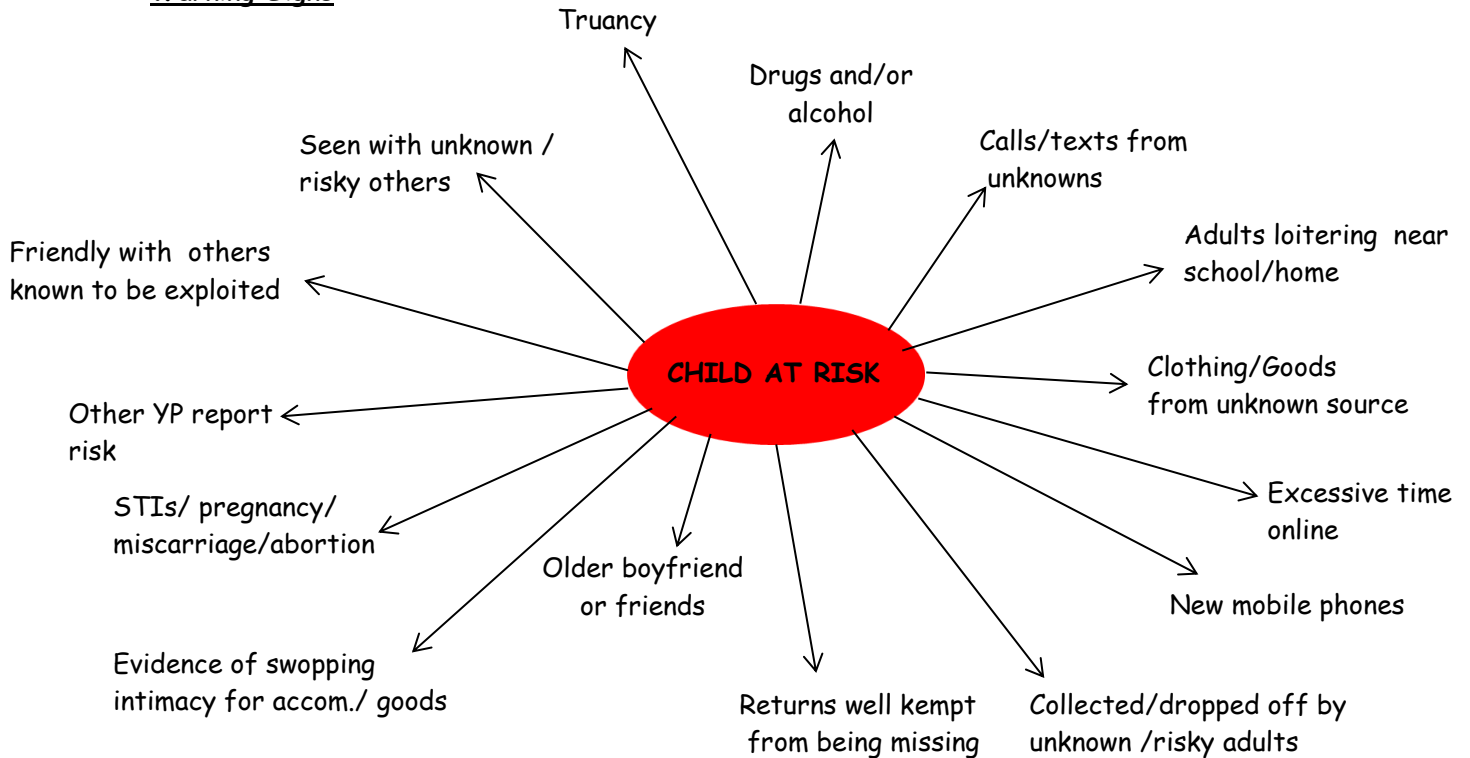 Warning Signs
Truancy
Drugs and/or
alcohol
Seen with unknown /
risky others
Calls/texts from
unknowns
Friendly with others
known to be exploited
Adults loitering near
school/home
CHILD AT RISK
Clothing/Goods
from unknown source
Other YP report
risk
Excessive time
online
STIs/ pregnancy/
miscarriage/abortion
Older boyfriend
or friends
New mobile phones
Evidence of swopping
intimacy for accom./ goods
Returns well kempt
from being missing
Collected/dropped off by
unknown /risky adults